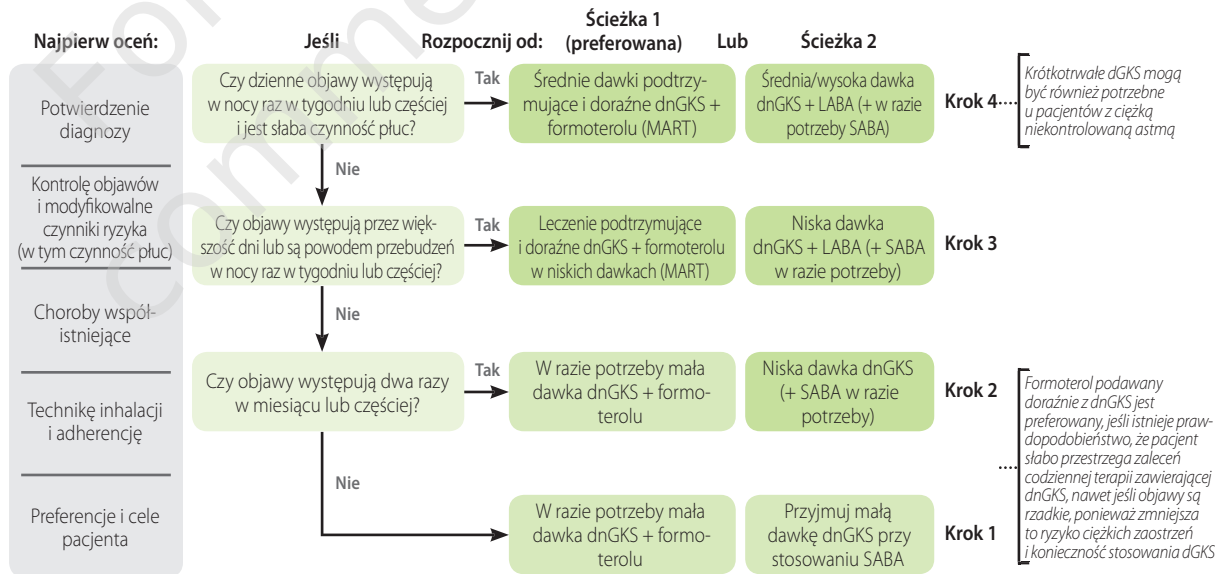 Najpierw oceń:
Jeśli
Rozpocznij od:
Ścieżka 1
(preferowana)
Lub
Ścieżka 2
Potwierdzenie
diagnozy
Kontrolę objawów
i modyfikowalne
czynniki ryzyka
(w tym czynność płuc)
Choroby współ-
istniejące
Technikę inhalacji
i adherencję
Preferencje i cele
pacjenta
Czy dzienne objawy występują
w nocy raz w tygodniu lub częściej
i jest słaba czynność płuc?
Tak
Średnie dawki podtrzy-
mujące i doraźne dnGKS +
formoterolu (MART)
Średnia/wysoka dawka
dnGKS + LABA (+ w razie
potrzeby SABA)
Krok 4
Krótkotrwałe dGKS mogą
być również potrzebne
u pacjentów z ciężką
niekontrolowaną astmą
Nie
Czy objawy występują przez więk-
szość dni lub są powodem przebudzeń
w nocy raz w tygodniu lub częściej?
Tak
Leczenie podtrzymujące
i doraźne dnGKS + formoterolu
w niskich dawkach (MART)
Niska dawka
dnGKS + LABA (+ SABA
w razie potrzeby)
Krok 3
Nie
Czy objawy występują dwa razy
w miesiącu lub częściej?
Tak
W razie potrzeby mała
dawka dnGKS + formo-
terolu
Niska dawka dnGKS
(+ SABA w razie
potrzeby)
Krok 2
Nie
W razie potrzeby mała
dawka dnGKS + formo-
terolu
Przyjmuj małą
dawkę dnGKS przy
stosowaniu SABA
Krok 1
Formoterol podawany
doraźnie z dnGKS jest
preferowany, jeśli istnieje praw-
dopodobieństwo, że pacjent
słabo przestrzega zaleceń
codziennej terapii zawierającej
dnGKS, nawet jeśli objawy są
rzadkie, ponieważ zmniejsza
to ryzyko ciężkich zaostrzeń
i konieczność stosowania dGKS